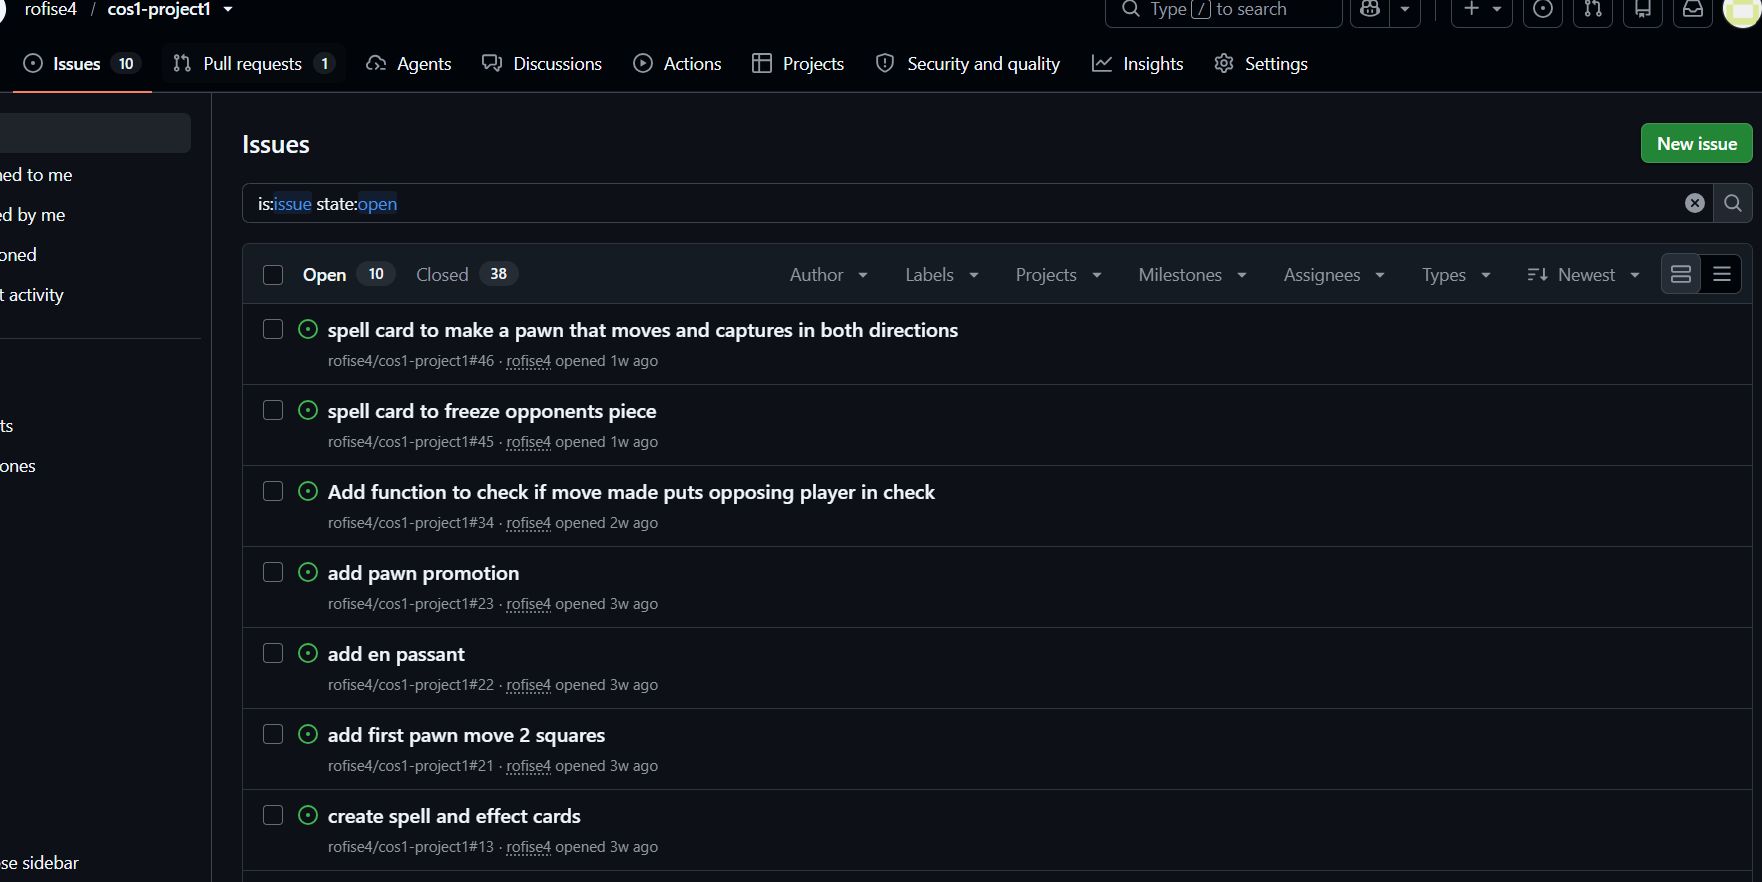 rofise4 / cos1-project1
Type / to search
Issues 10 Pull requests 1 Agents Discussions Actions Projects Security and quality Insights Settings
Issues
New issue
ned to me
ed by me
oned
t activity
ts
ones
se sidebar
is:issue state:open
Open 10 Closed 38 Author Labels Projects Milestones Assignees Types Newest
spell card to make a pawn that moves and captures in both directions
rofise4/cos1-project1#46 · rofise4 opened 1w ago
spell card to freeze opponents piece
rofise4/cos1-project1#45 · rofise4 opened 1w ago
Add function to check if move made puts opposing player in check
rofise4/cos1-project1#34 · rofise4 opened 2w ago
add pawn promotion
rofise4/cos1-project1#23 · rofise4 opened 3w ago
add en passant
rofise4/cos1-project1#22 · rofise4 opened 3w ago
add first pawn move 2 squares
rofise4/cos1-project1#21 · rofise4 opened 3w ago
create spell and effect cards
rofise4/cos1-project1#13 · rofise4 opened 3w ago